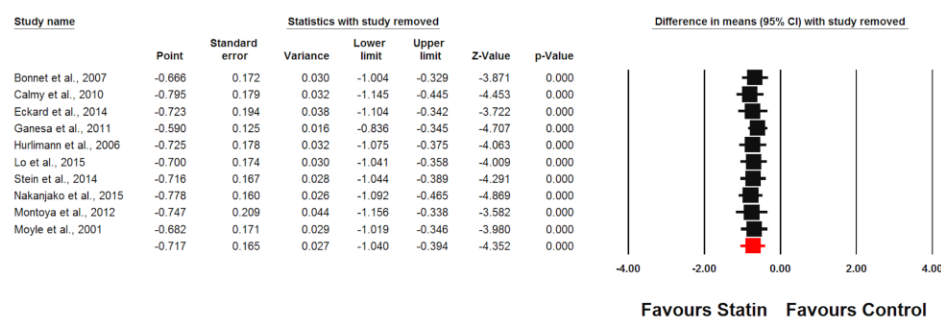 Study name Statistics with study removed Difference in means (95% CI) with study removed
Standard Lower Upper
Point error Variance limit limit Z-Value p-Value
Bonnet et al., 2007 -0.666 0.172 0.030 -1.004 -0.329 -3.871 0.000
Calmy et al., 2010 -0.795 0.179 0.032 -1.145 -0.445 -4.453 0.000
Eckard et al., 2014 -0.723 0.194 0.038 -1.104 -0.342 -3.722 0.000
Ganesa et al., 2011 -0.590 0.125 0.016 -0.836 -0.345 -4.707 0.000
Hurlimann et al., 2006 -0.725 0.178 0.032 -1.075 -0.375 -4.063 0.000
Lo et al., 2015 -0.700 0.174 0.030 -1.041 -0.358 -4.009 0.000
Stein et al., 2014 -0.716 0.167 0.028 -1.044 -0.389 -4.291 0.000
Nakanjako et al., 2015 -0.778 0.160 0.026 -1.092 -0.465 -4.869 0.000
Montoya et al., 2012 -0.747 0.209 0.044 -1.156 -0.338 -3.582 0.000
Moyle et al., 2001 -0.682 0.171 0.029 -1.019 -0.346 -3.980 0.000
-0.717 0.165 0.027 -1.040 -0.394 -4.352 0.000
-4.00 -2.00 0.00 2.00 4.00
Favours Statin Favours Control